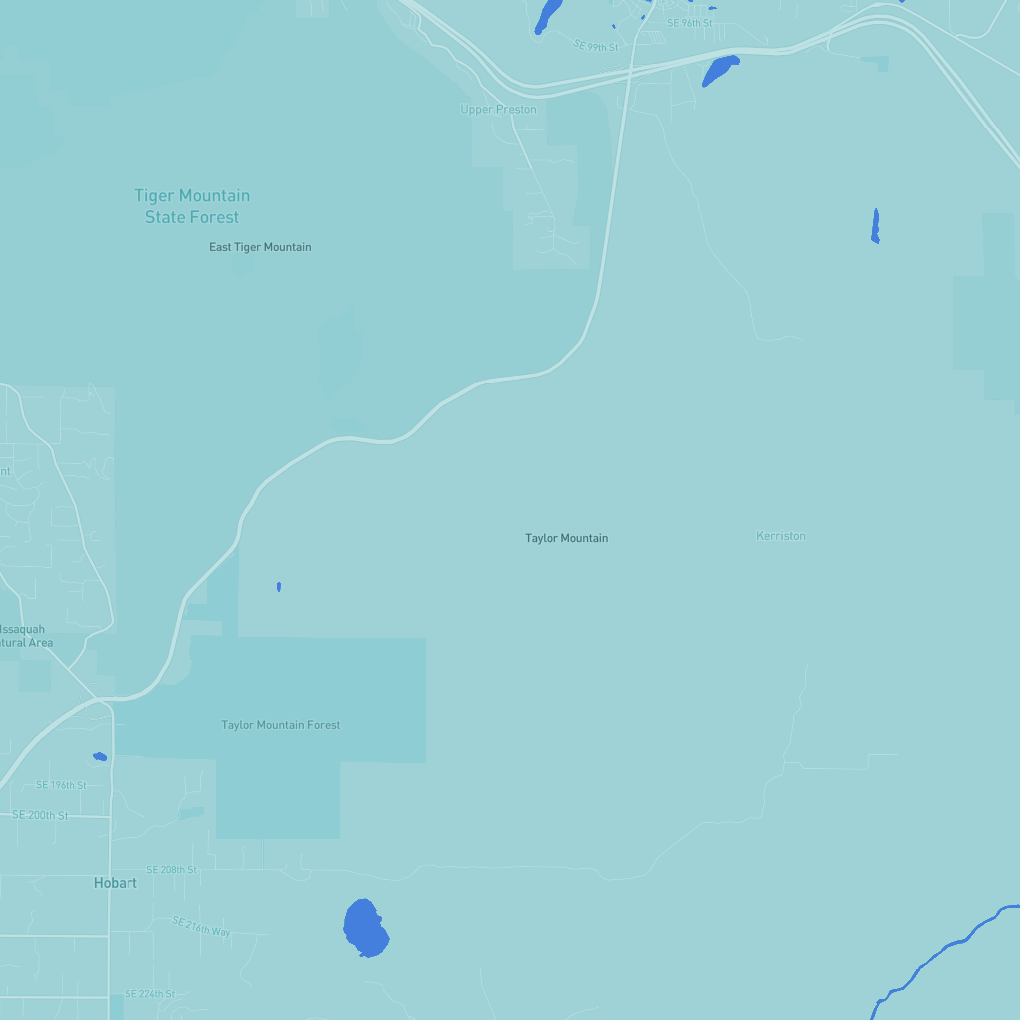 SE 96th St
SE 99th St
Upper Preston
Tiger Mountain
State Forest
East Tiger Mountain
nt
Taylor Mountain
Kerriston
Issaquah
tural Area
Taylor Mountain Forest
SE 196th St
SE 200th St
SE 208th St
Hobart
SE 216th Way
SE 224th St